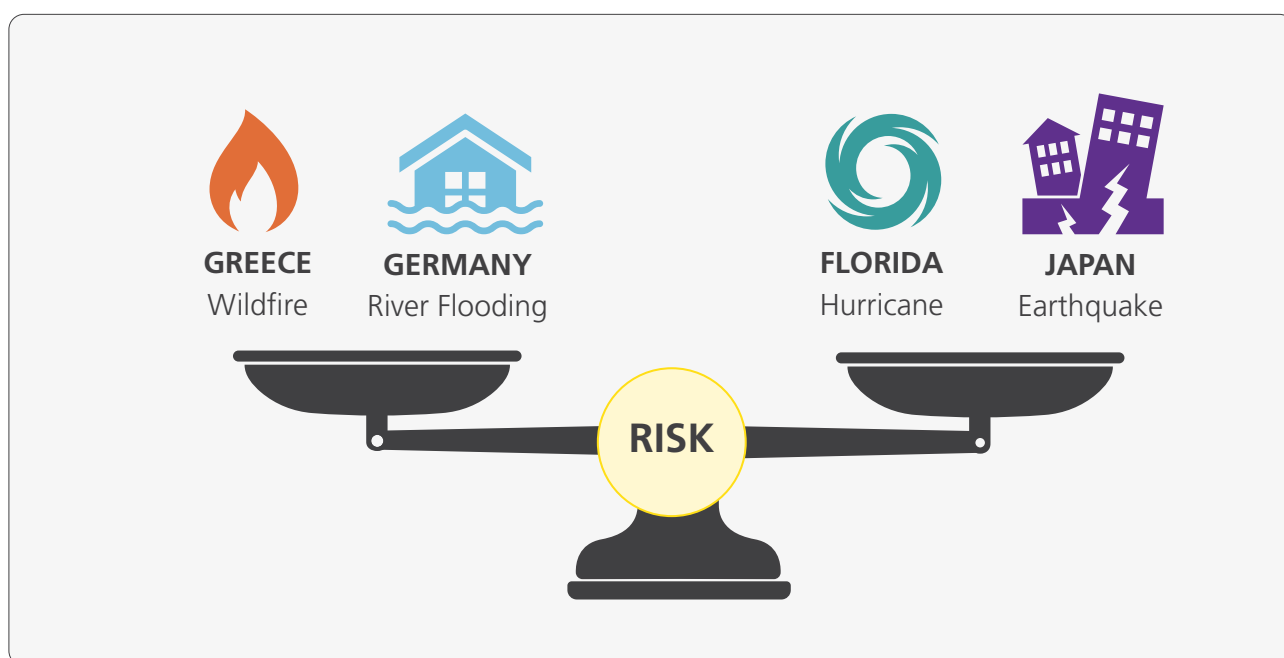 GREECE
Wildfire
GERMANY
River Flooding
FLORIDA
Hurricane
JAPAN
Earthquake
RISK